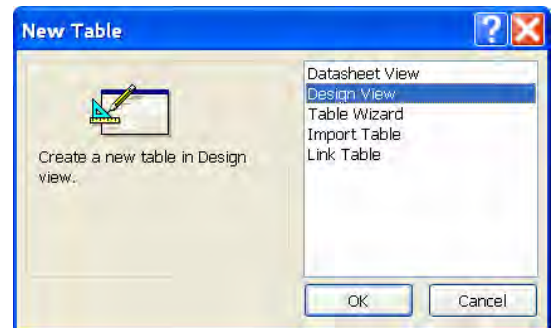 New Table
Create a new table in Design
view.
Datasheet View
Design View
Table Wizard
Import Table
Link Table
OK
Cancel